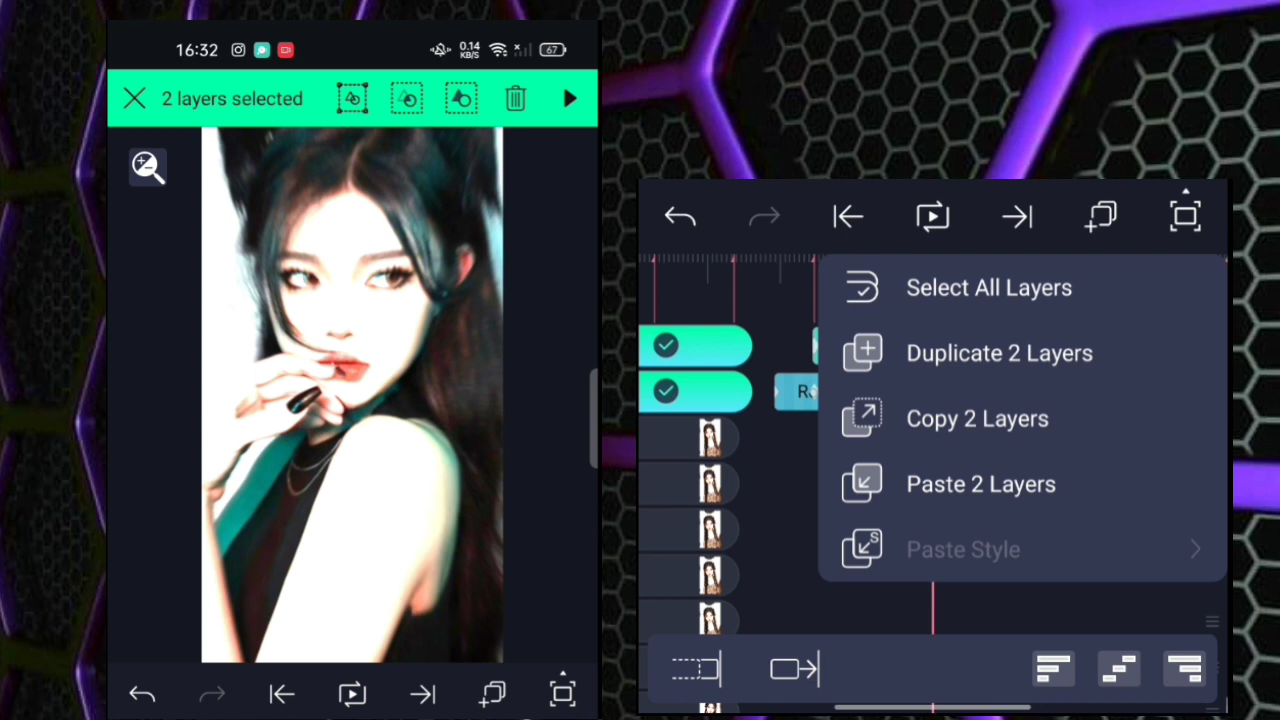 16:32
0.14
KB/S
67
2 layers selected
Select All Layers
Duplicate 2 Layers
Copy 2 Layers
Paste 2 Layers
S
Paste Style